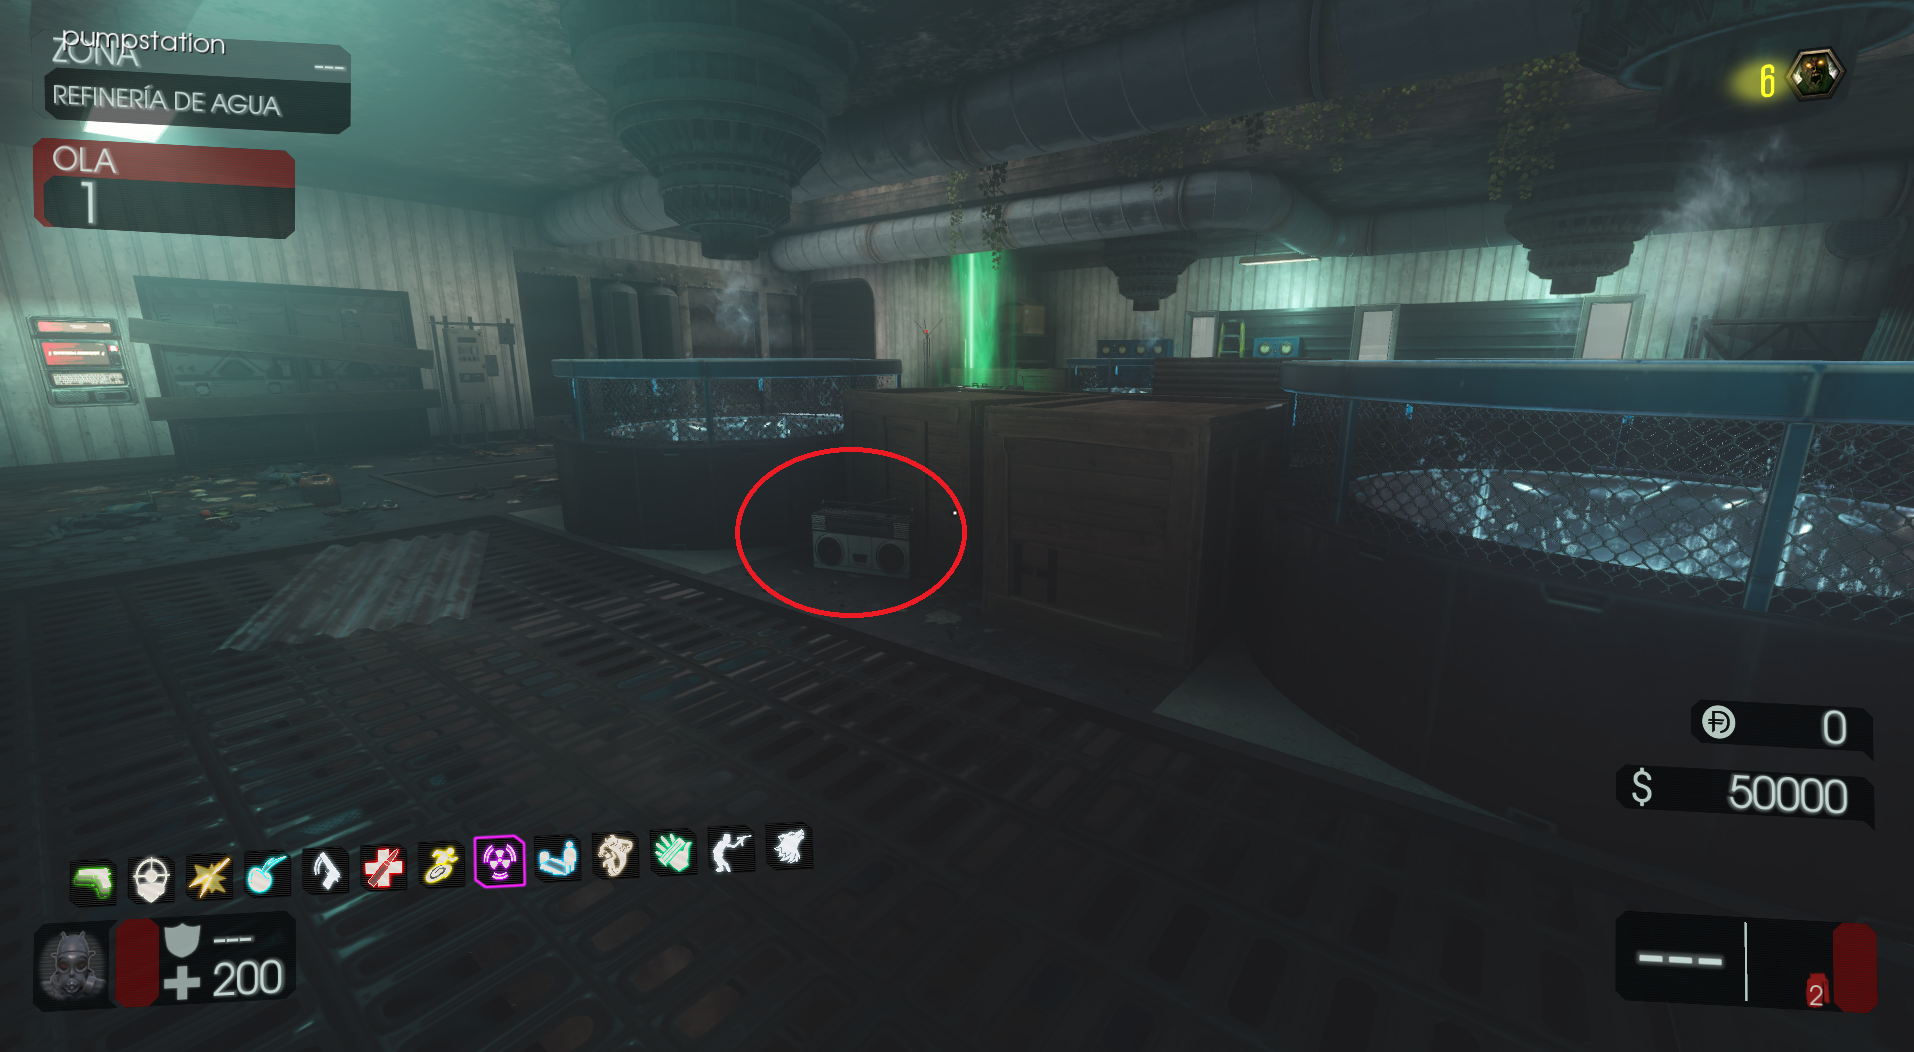 pumpstation
ZONA
---
REFINERÍA DE AGUA
6
OLA
1
0
$ 50000
---
200
---
2